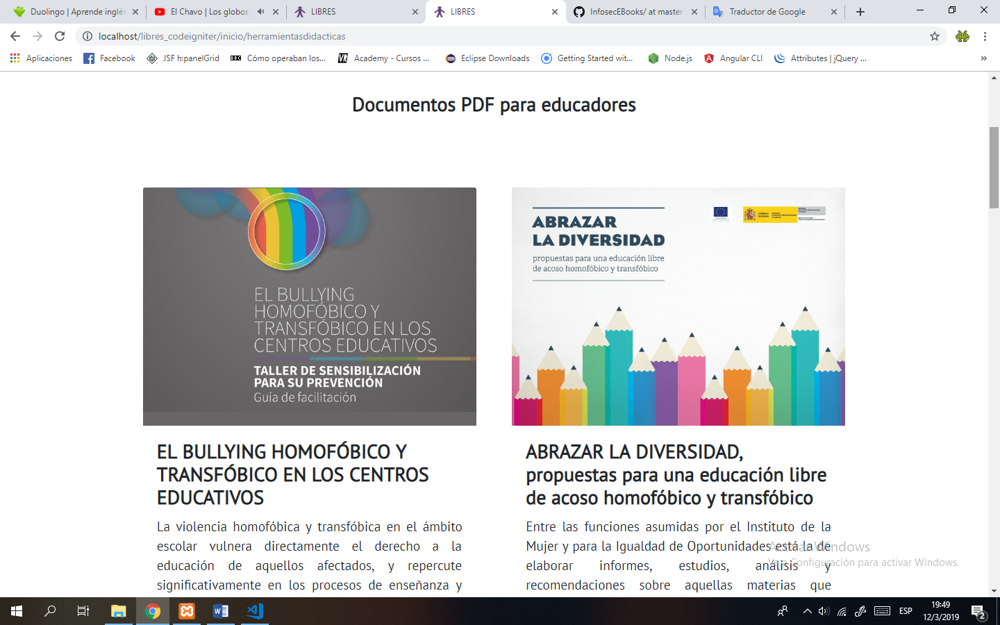 Duolingo | Aprende inglés
El Chavo | Los globos
LIBRES
LIBRES
InfosecEBooks/ at master
Traductor de Google
localhost/libres_codeigniter/inicio/herramientasdidacticas
Aplicaciones
Facebook
JSF h:panelGrid
BBC
Cómo operaban los...
Academy - Cursos ...
Eclipse Downloads
Getting Started wit...
Node.js
Angular CLI
Attributes | jQuery ...
»
Documentos PDF para educadores
EL BULLYING
HOMOFÓBICO Y
TRANSFÓBICO EN LOS
CENTROS EDUCATIVOS
TALLER DE SENSIBILIZACIÓN
PARA SU PREVENCIÓN
Guía de facilitación
ABRAZAR
LA DIVERSIDAD
propuestas para una educación libre
de acoso homofóbico y transfóbico
EL BULLYING HOMOFÓBICO Y
TRANSFÓBICO EN LOS CENTROS
EDUCATIVOS
La violencia homofóbica y transfóbica en el ámbito
escolar vulnera directamente el derecho a la
educación de aquellos afectados, y repercute
significativamente en los procesos de enseñanza y
ABRAZAR LA DIVERSIDAD,
propuestas para una educación libre
de acoso homofóbico y transfóbico
Entre las funciones asumidas por el Instituto de la
Mujer y para la Igualdad de Oportunidades está la de
elaborar informes, estudios, análisis y
recomendaciones sobre aquellas materias que
Activar Windows
Ve a Configuración para activar Windows.
ESP
19:49
12/3/2019
2